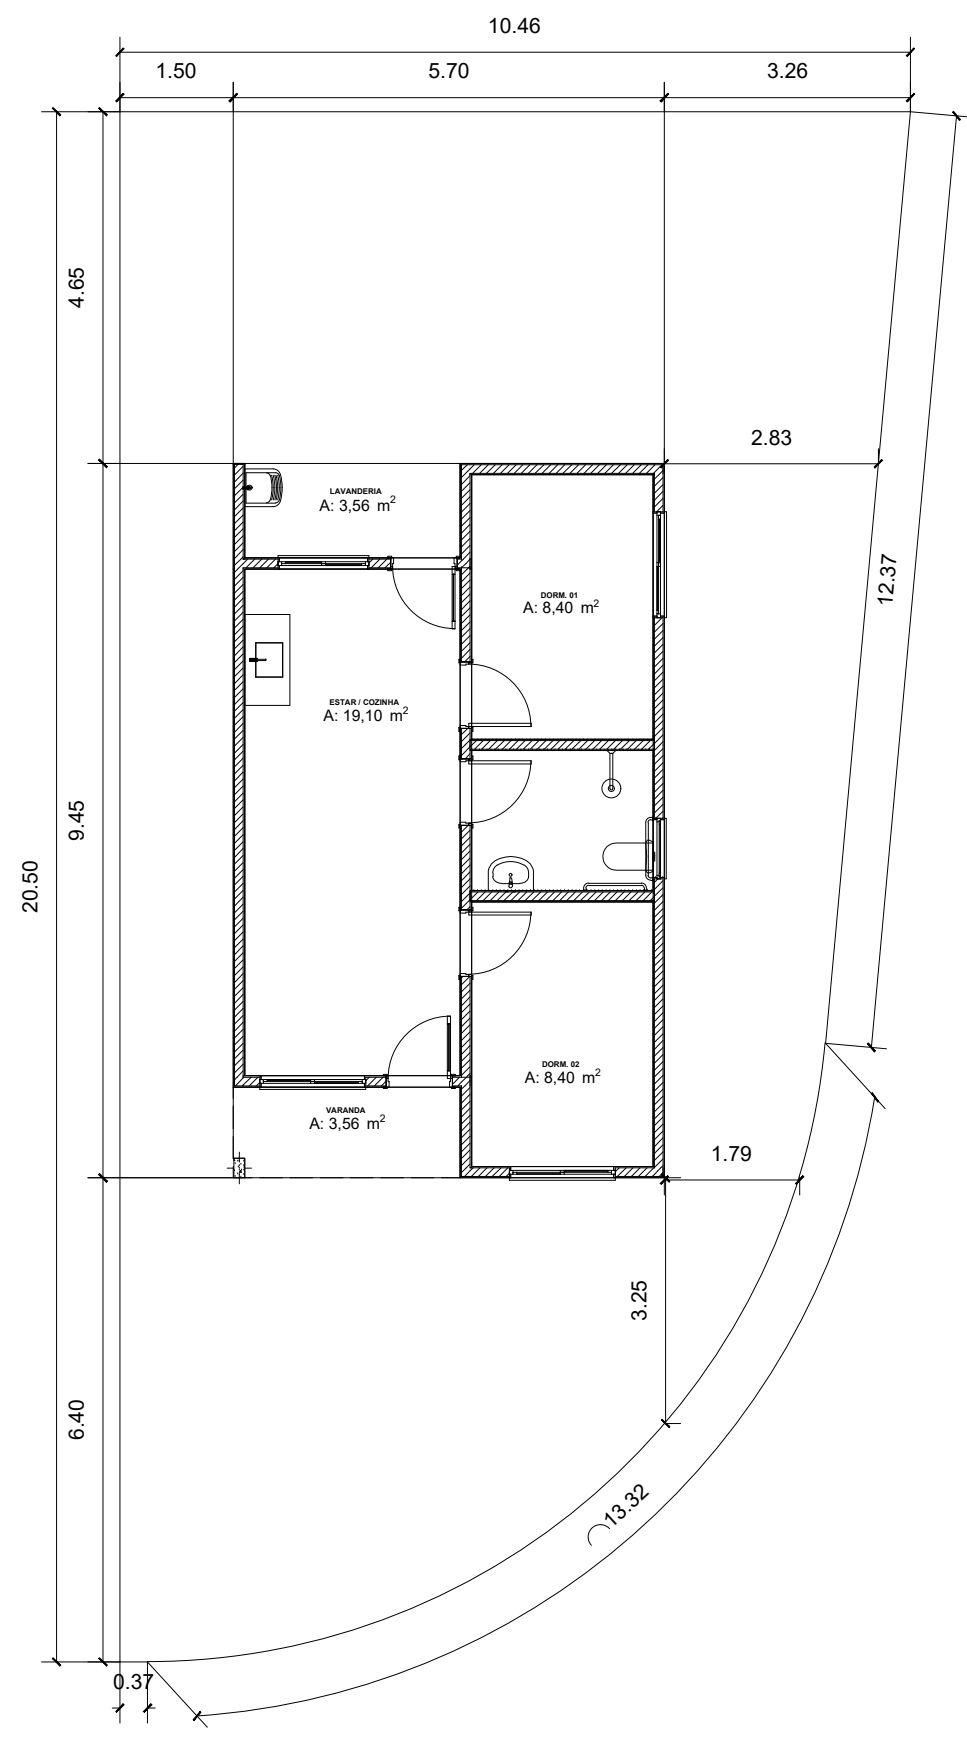 10.46
1.50
5.70
3.26
4.65
2.83
LAVANDERIA
A: 3,56 m²
12.37
DORM. 01
A: 8,40 m²
ESTAR / COZINHA
A: 19,10 m²
9.45
20.50
DORM. 02
A: 8,40 m²
VARANDA
A: 3,56 m²
1.79
3.25
6.40
13.32
0.37